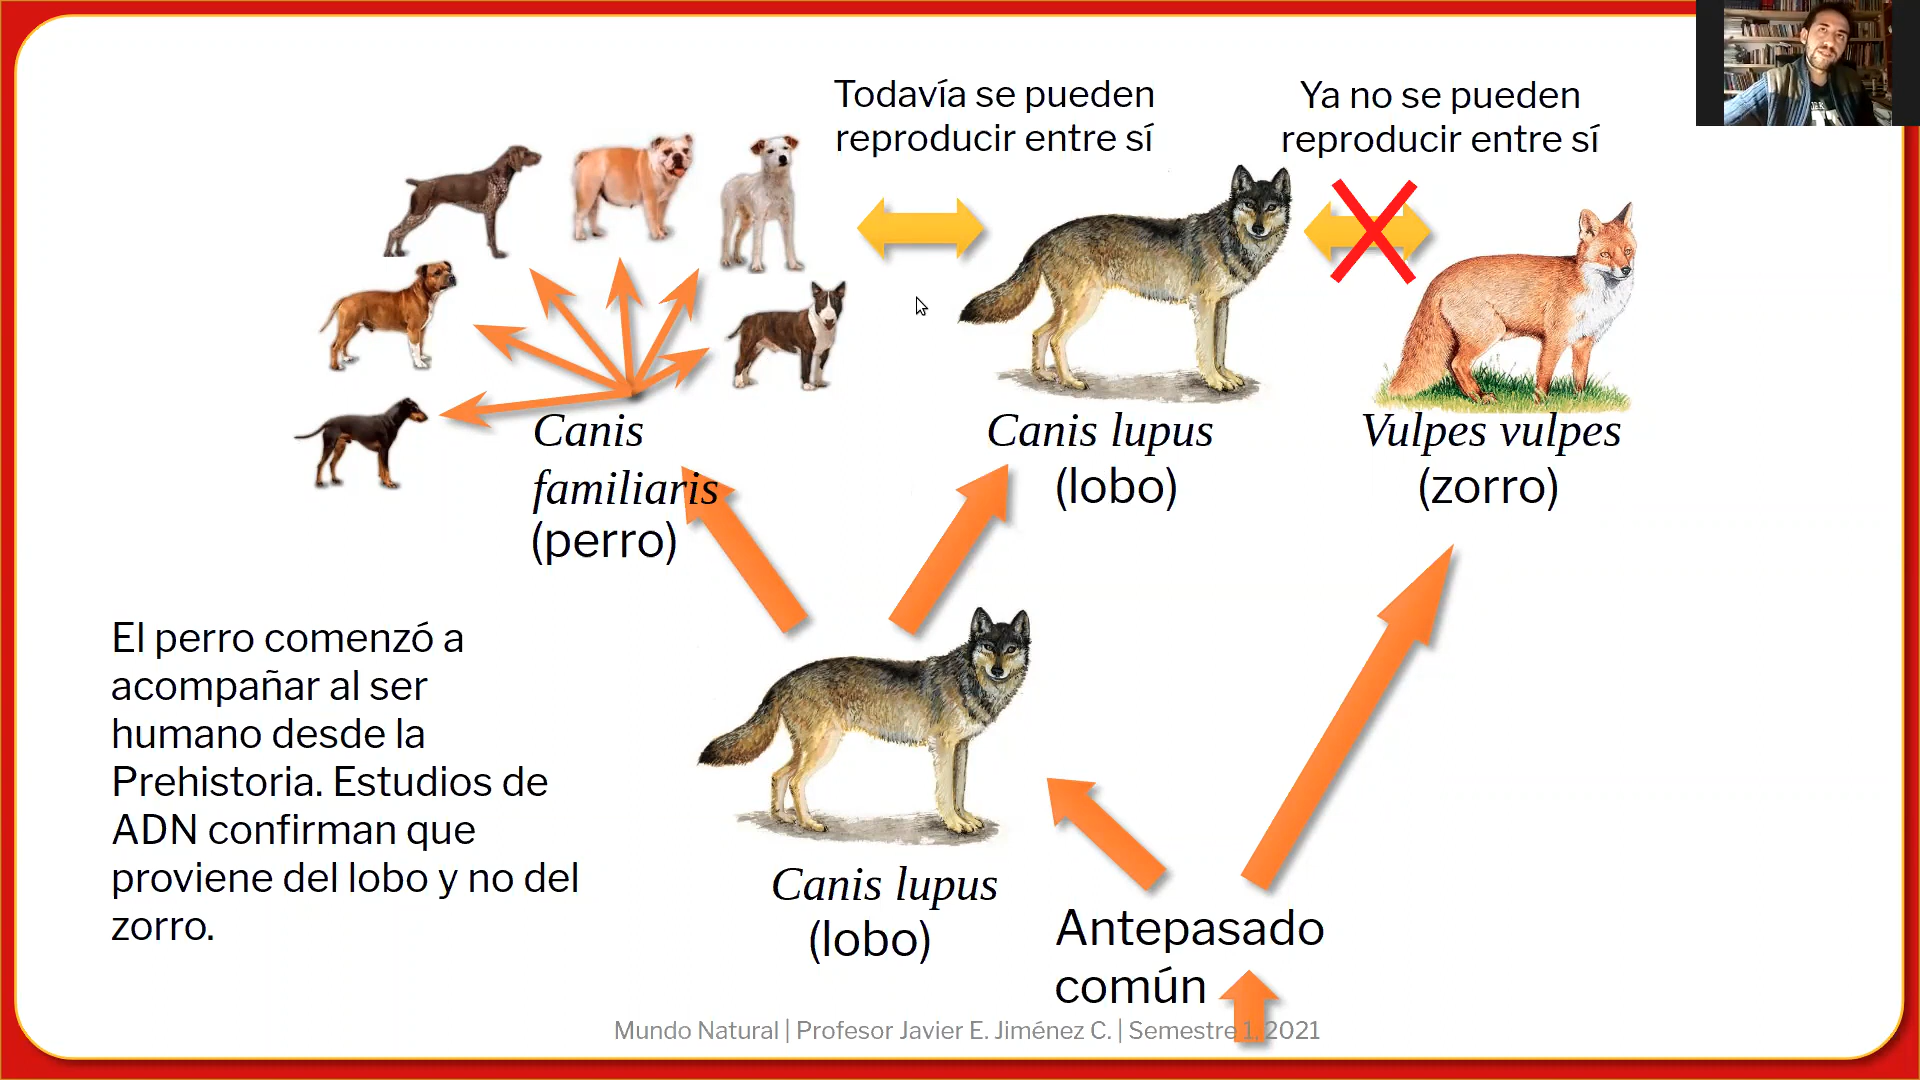 Todavía se pueden
reproducir entre sí
Ya no se pueden
reproducir entre sí
Canis
familiaris
(perro)
Canis lupus
(lobo)
Vulpes vulpes
(zorro)
El perro comenzó a
acompañar al ser
humano desde la
Prehistoria. Estudios de
ADN confirman que
proviene del lobo y no del
zorro.
Canis lupus
(lobo)
Antepasado
común
Mundo Natural | Profesor Javier E. Jiménez C. | Semestre 1, 2021